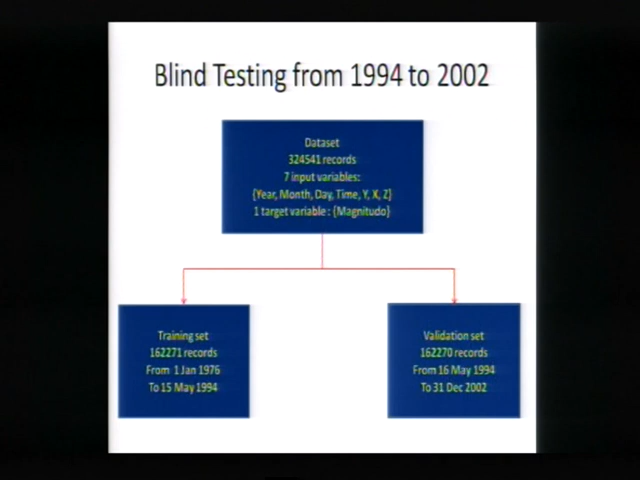 Blind Testing from 1994 to 2002
Dataset
324541 records
7 input variables:
{Year, Month, Day, Time, Y, X, Z}
1 target variable : {Magnitudo}
Training set
162271 records
From 1 Jan 1976
To 15 May 1994
Validation set
162270 records
From 16 May 1994
To 31 Dec 2002